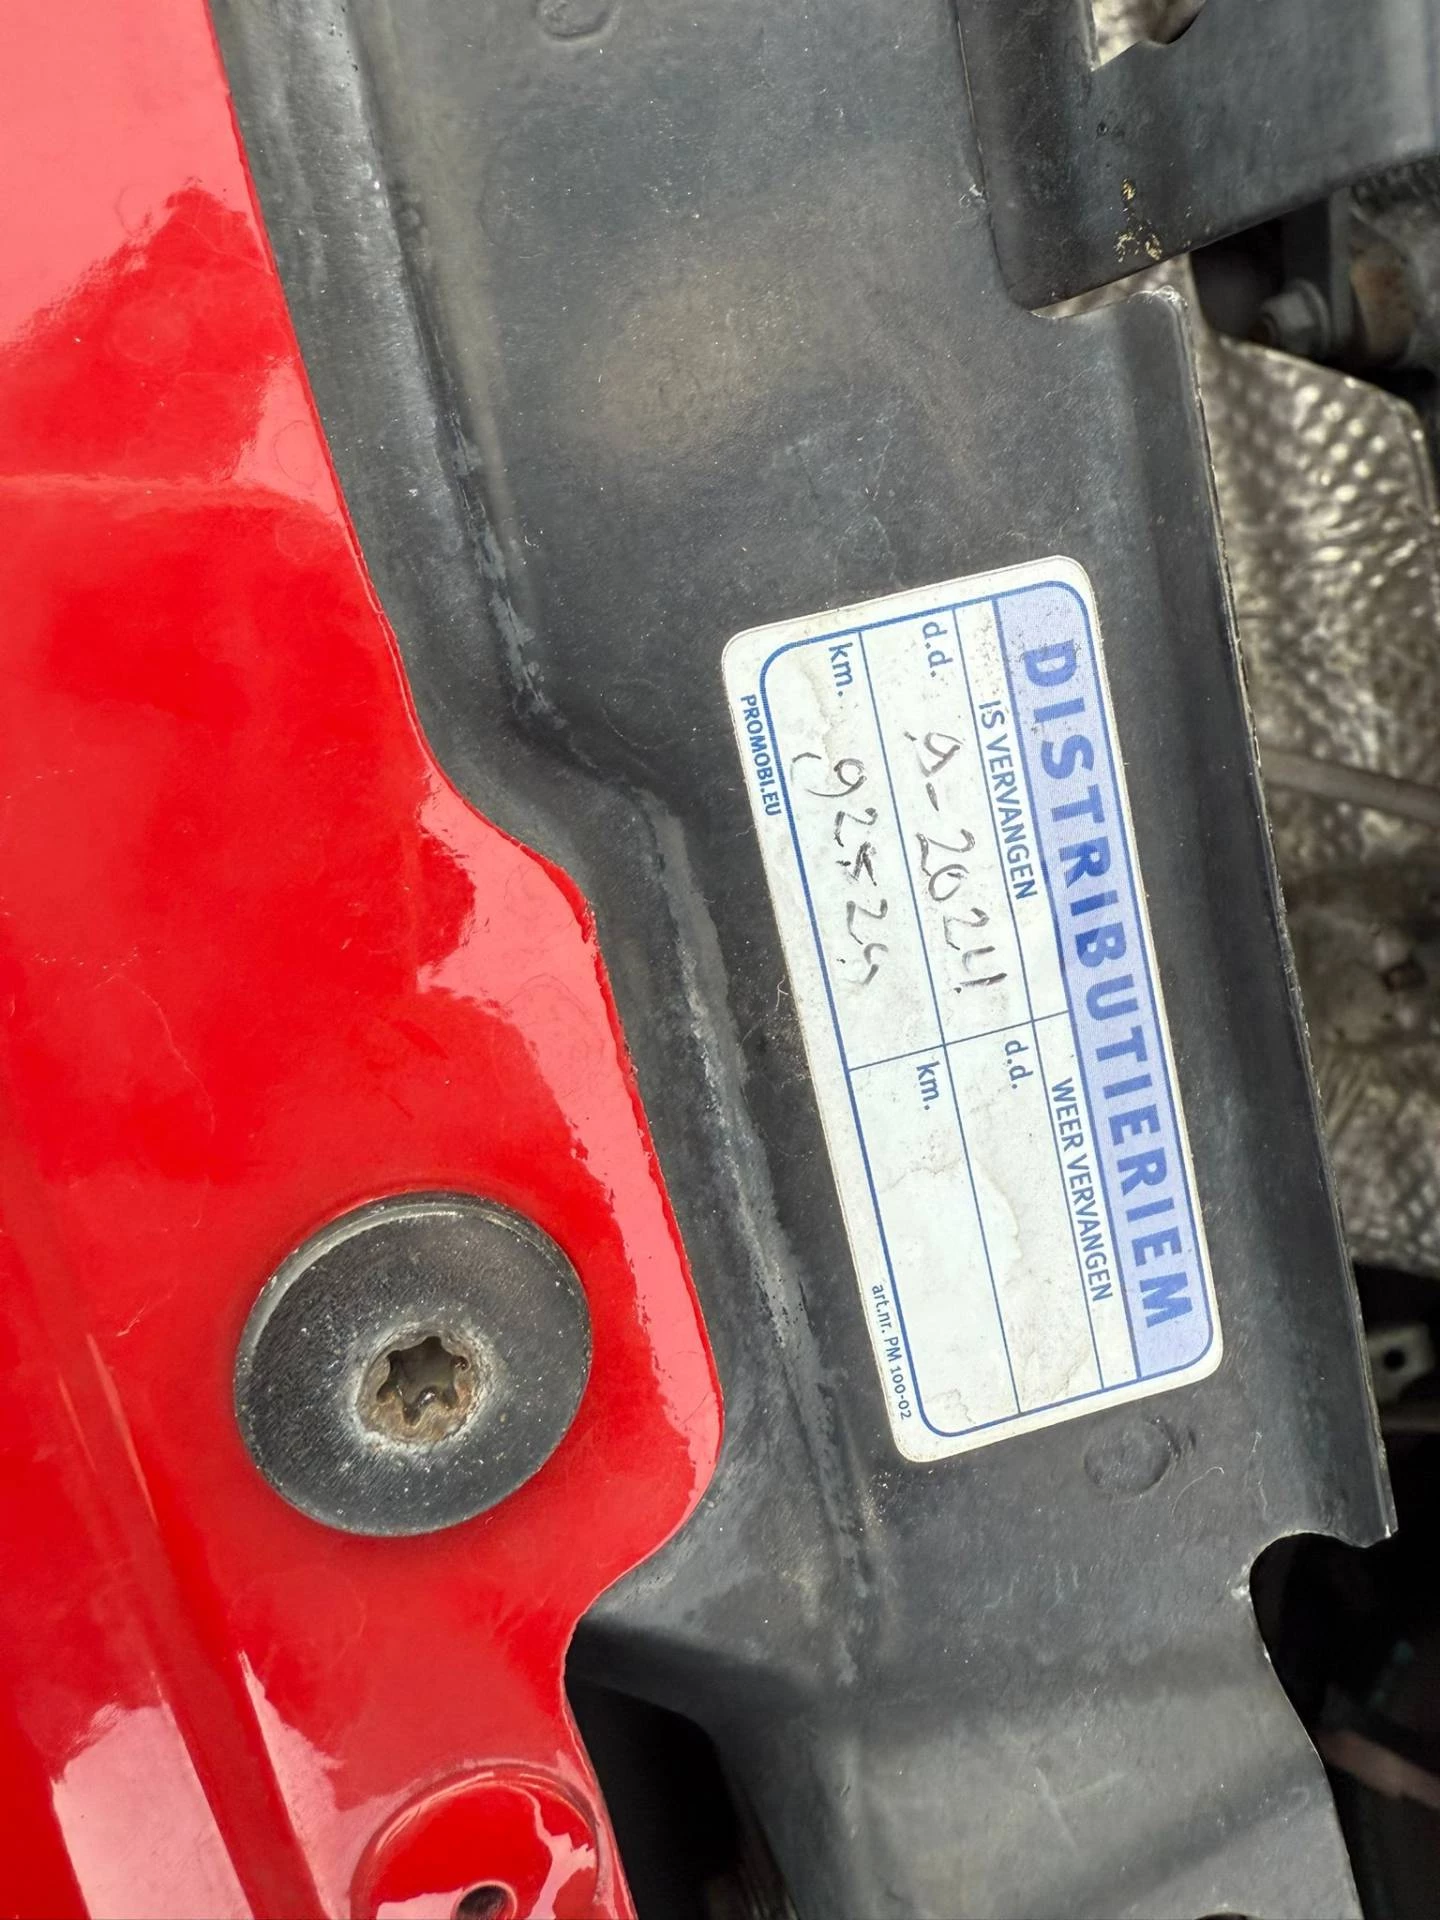 DISTRIBUTIERIEM
IS VERVANGEN
WEER VERVANGEN
d.d. 9-2024
d.d.
km. 92524
km.
PROMOBI.EU
art.nr. PM 100-02